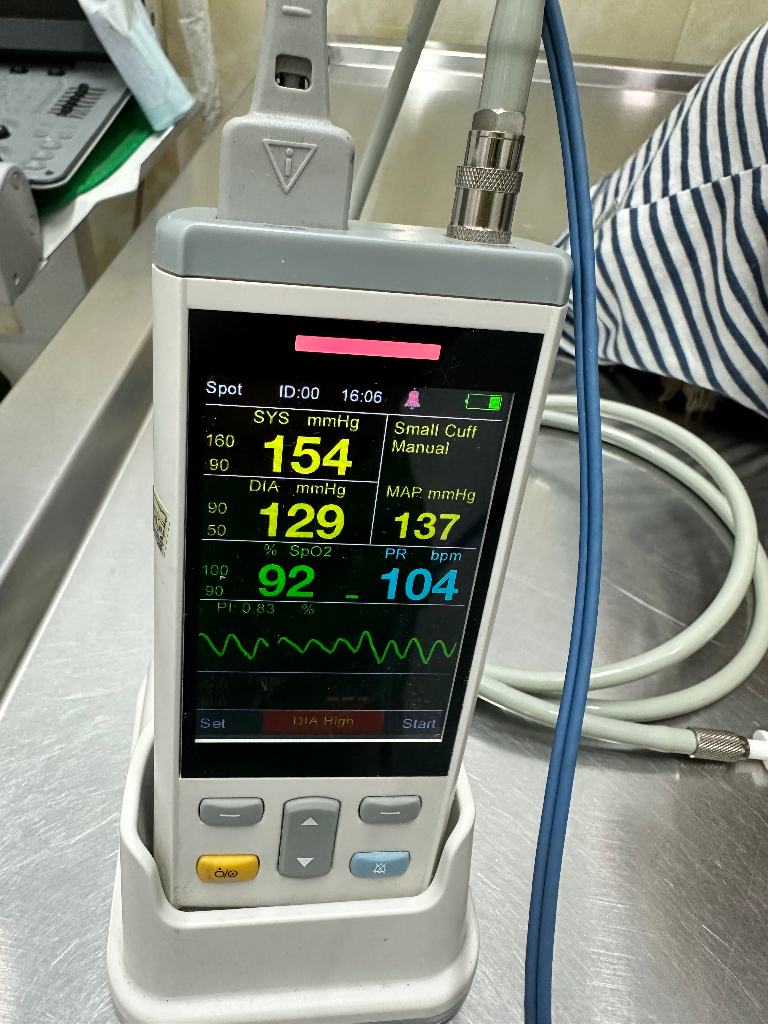 Spot ID:00 16:06
SYS mmHg
160
90
154
Small Cuff
Manual
DIA mmHg
90
50
129
MAP mmHg
137
% SpO2
100
90
92
PR bpm
104
PI: 0.83 %
Set DIA High Start